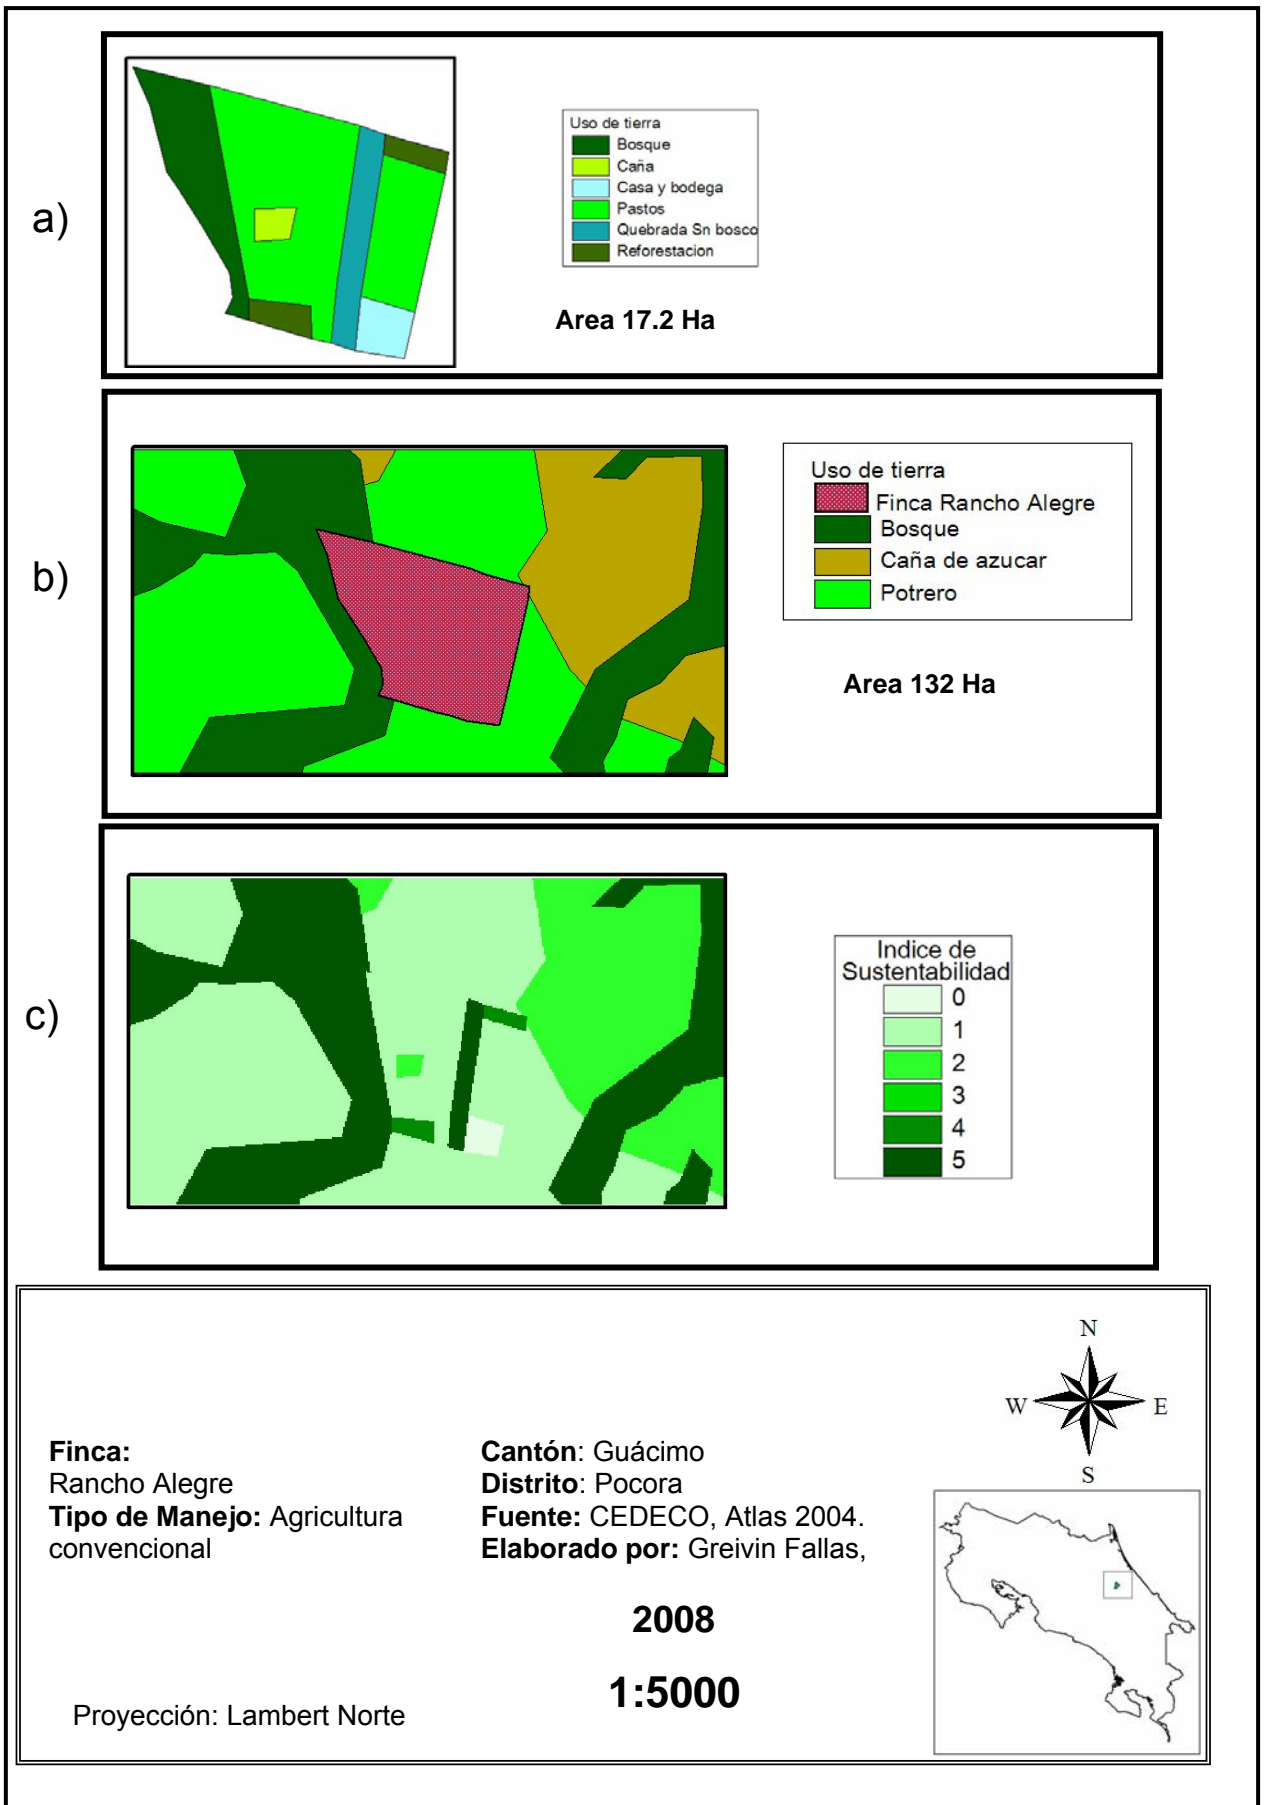 a)
Uso de tierra
Bosque
Caña
Casa y bodega
Pastos
Quebrada Sn bosco
Reforestacion
Area 17.2 Ha
b)
Uso de tierra
Finca Rancho Alegre
Bosque
Caña de azucar
Potrero
Area 132 Ha
c)
Indice de
Sustentabilidad
0
1
2
3
4
5
N
W
E
S
Finca:
Rancho Alegre
Tipo de Manejo: Agricultura
convencional
Cantón: Guácimo
Distrito: Pocora
Fuente: CEDECO, Atlas 2004.
Elaborado por: Greivin Fallas,
2008
1:5000
Proyección: Lambert Norte